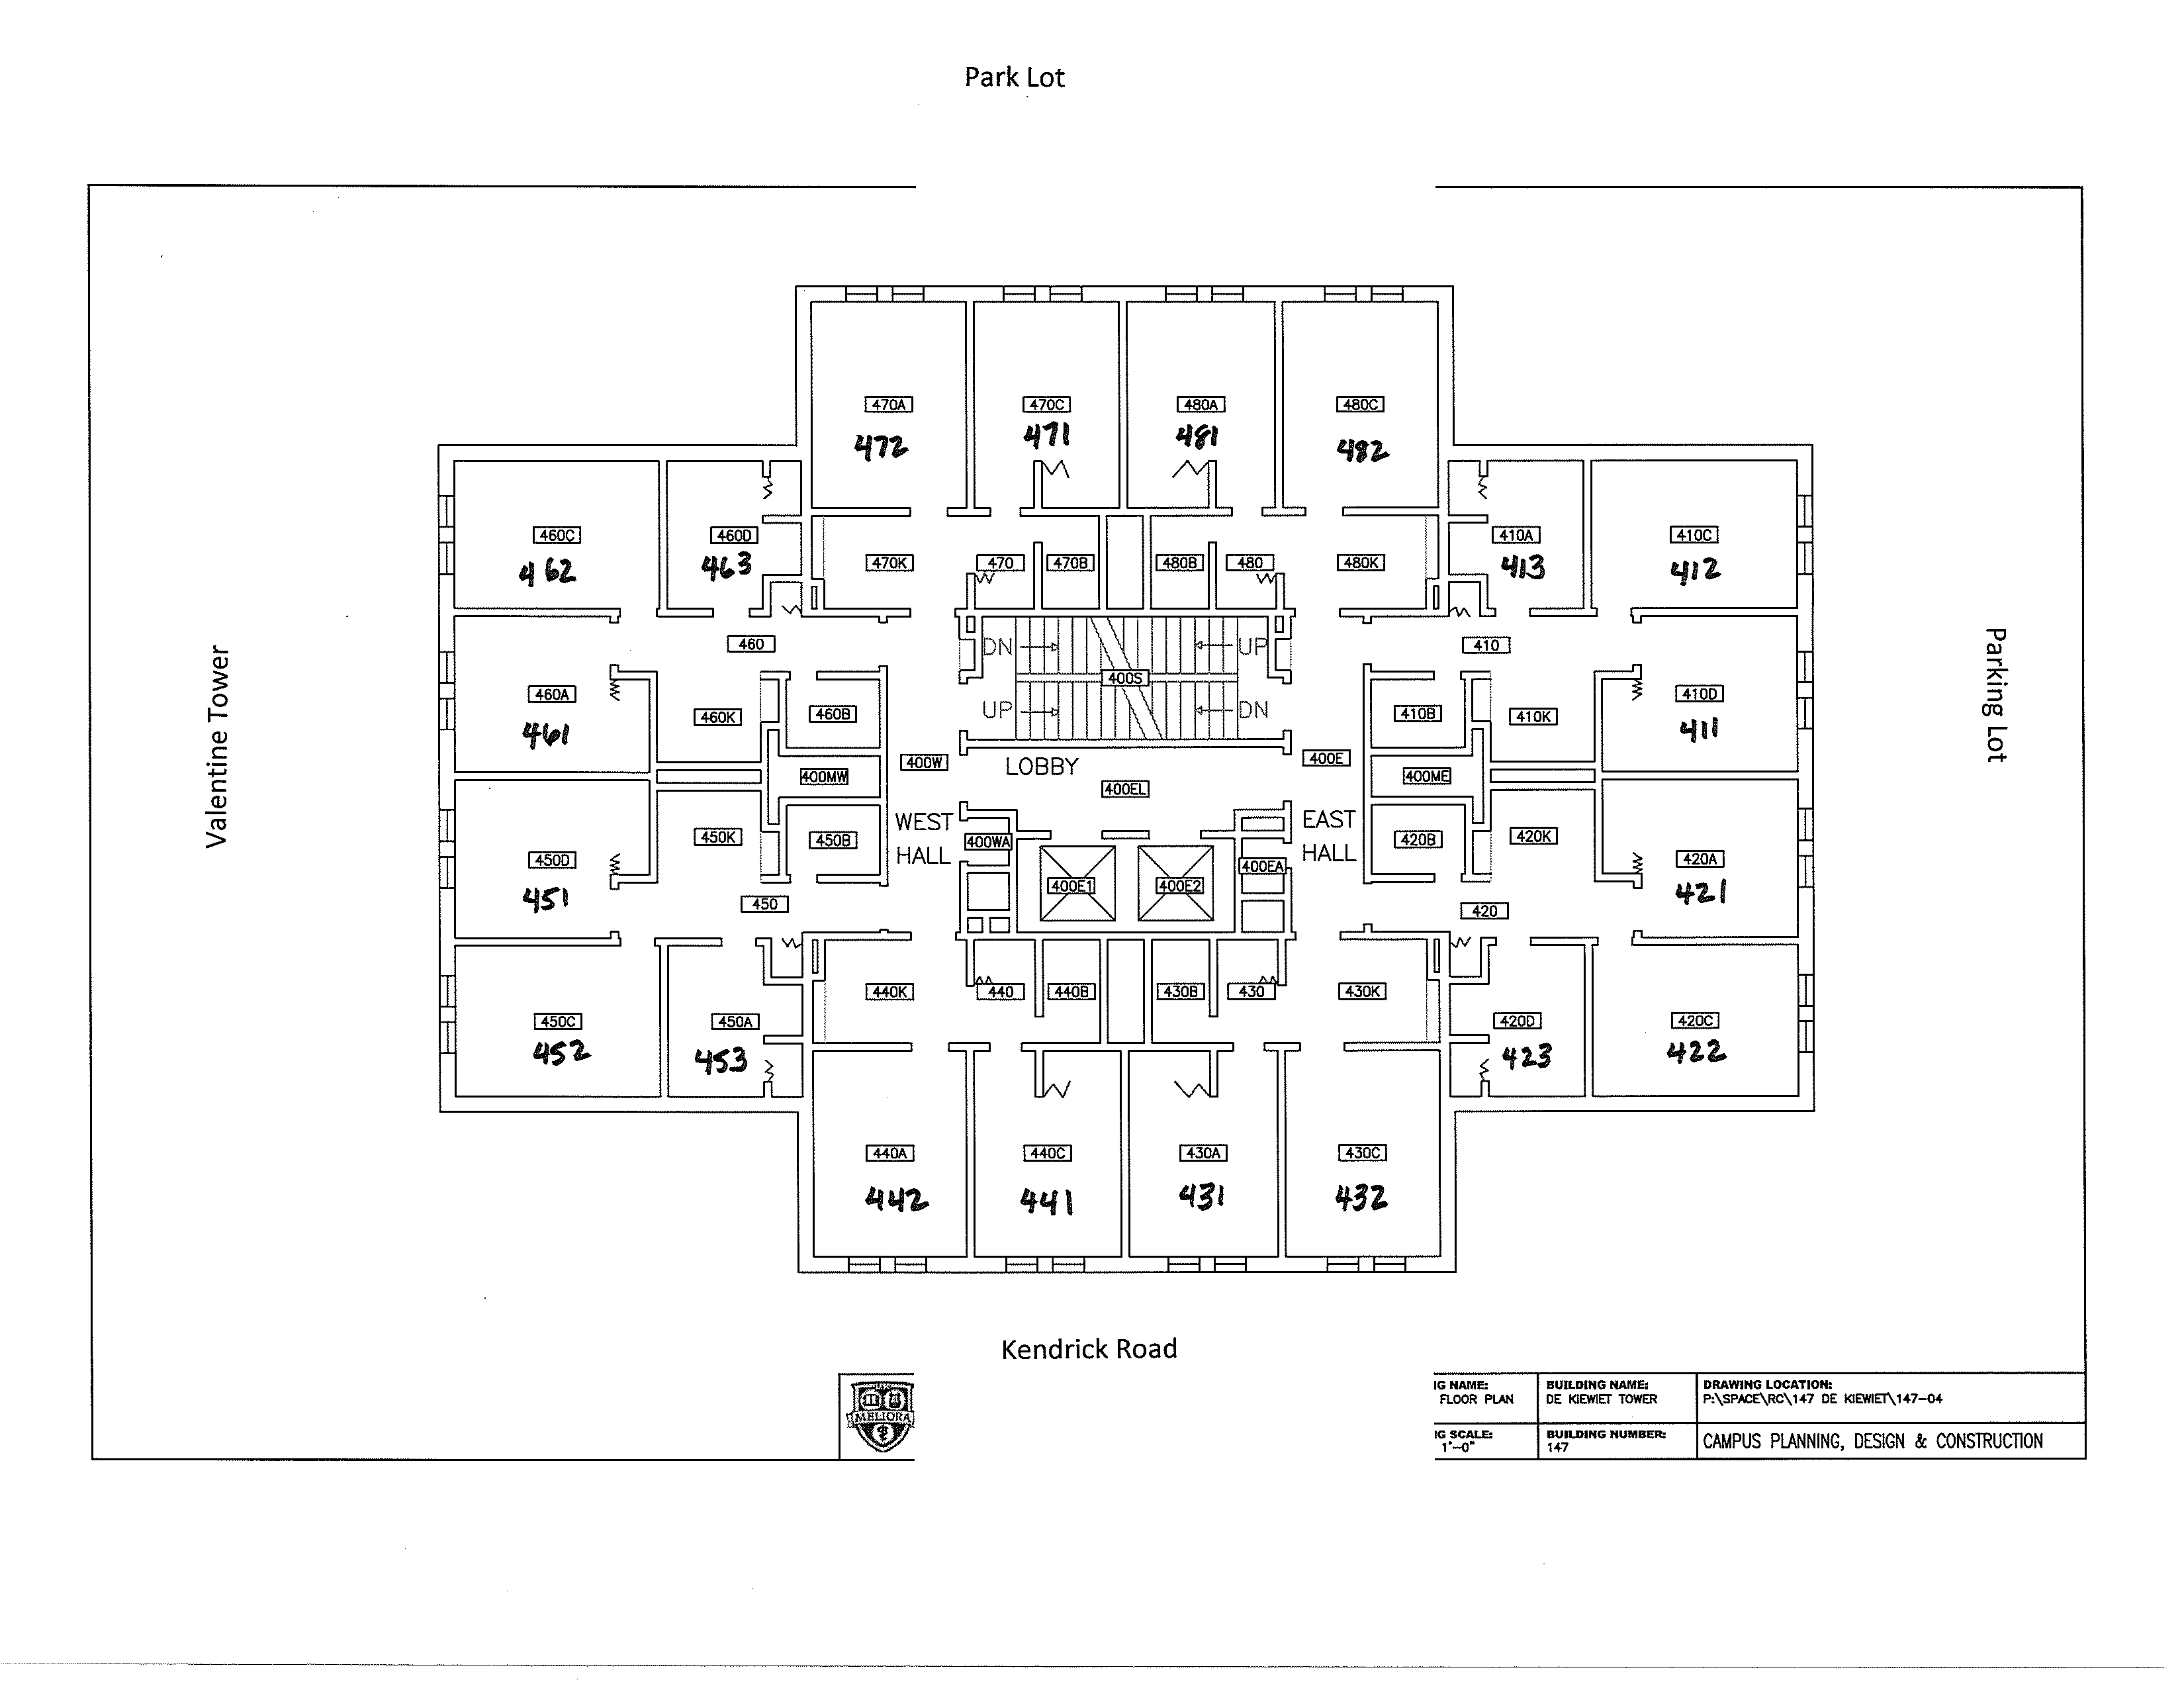 Park Lot
470A
470C
480A
480C
472
471
481
482
460C
460D
410A
410C
462
463
413
412
470K
470
470B
480B
480
480K
460
DN
UP
410
400S
460A
460K
460B
UP
DN
410B
410K
410D
461
411
400W
LOBBY
400E
400MW
400EL
400ME
Valentine Tower
Parking Lot
WEST
HALL
EAST
HALL
450K
450B
400WA
420B
420K
450D
400E1
400E2
400EA
420A
451
421
450
420
440K
440
440B
430B
430
430K
450C
450A
420D
420C
452
453
423
422
440A
440C
430A
430C
442
441
431
432
Kendrick Road
MELIORA
IG NAME:
FLOOR PLAN
BUILDING NAME:
DE KIEWIET TOWER
DRAWING LOCATION:
P:\SPACE\RC\147 DE KIEWIET\147-04
IG SCALE:
1'-0"
BUILDING NUMBER:
147
CAMPUS PLANNING, DESIGN & CONSTRUCTION